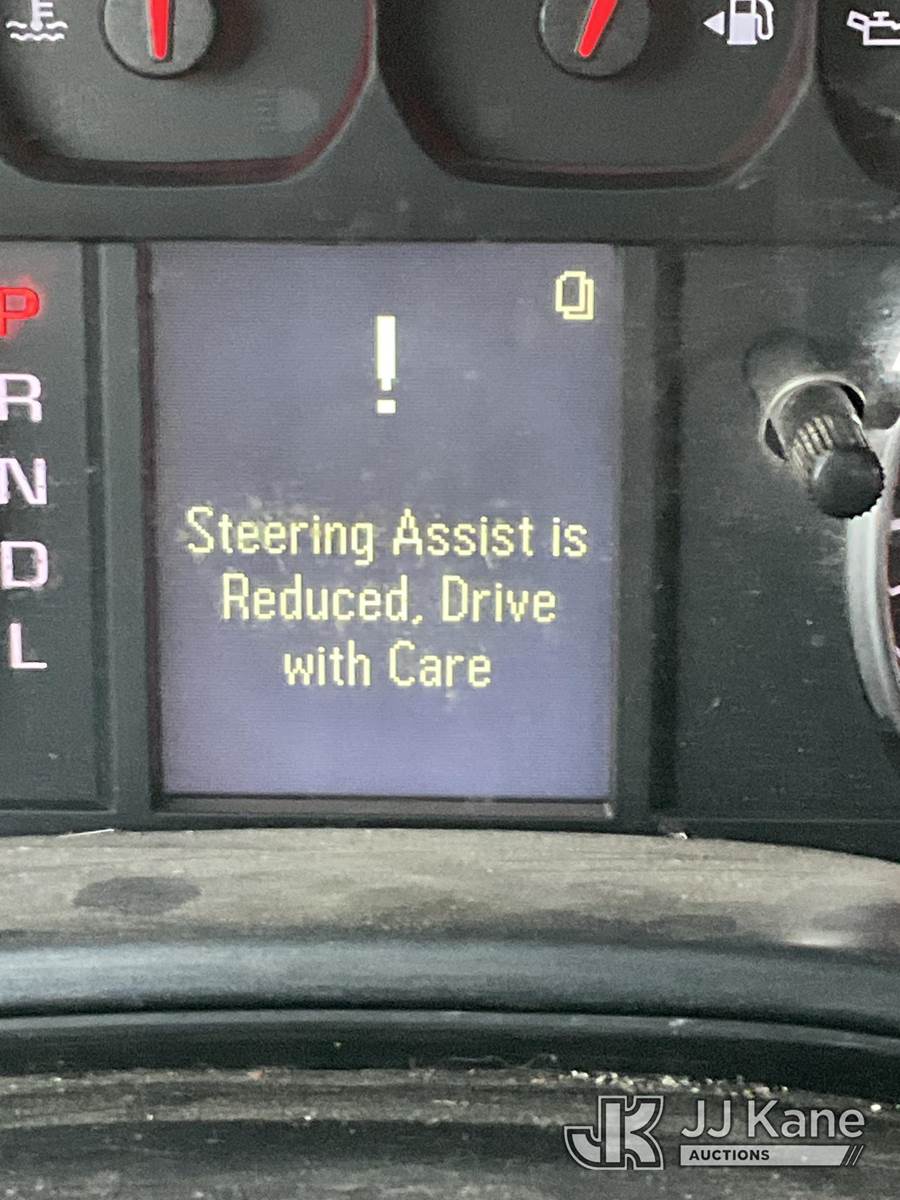 P
R
N
D
L
!
Steering Assist is
Reduced, Drive
with Care
JK
JJ Kane
AUCTIONS